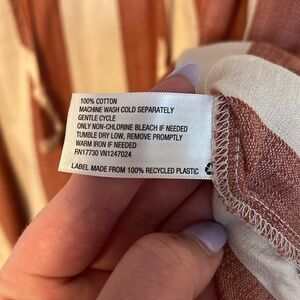 100% COTTON
MACHINE WASH COLD SEPARATELY
GENTLE CYCLE
ONLY NON-CHLORINE BLEACH IF NEEDED
TUMBLE DRY LOW, REMOVE PROMPTLY
WARM IRON IF NEEDED
RN17730 VN1247024
LABEL MADE FROM 100% RECYCLED PLASTIC